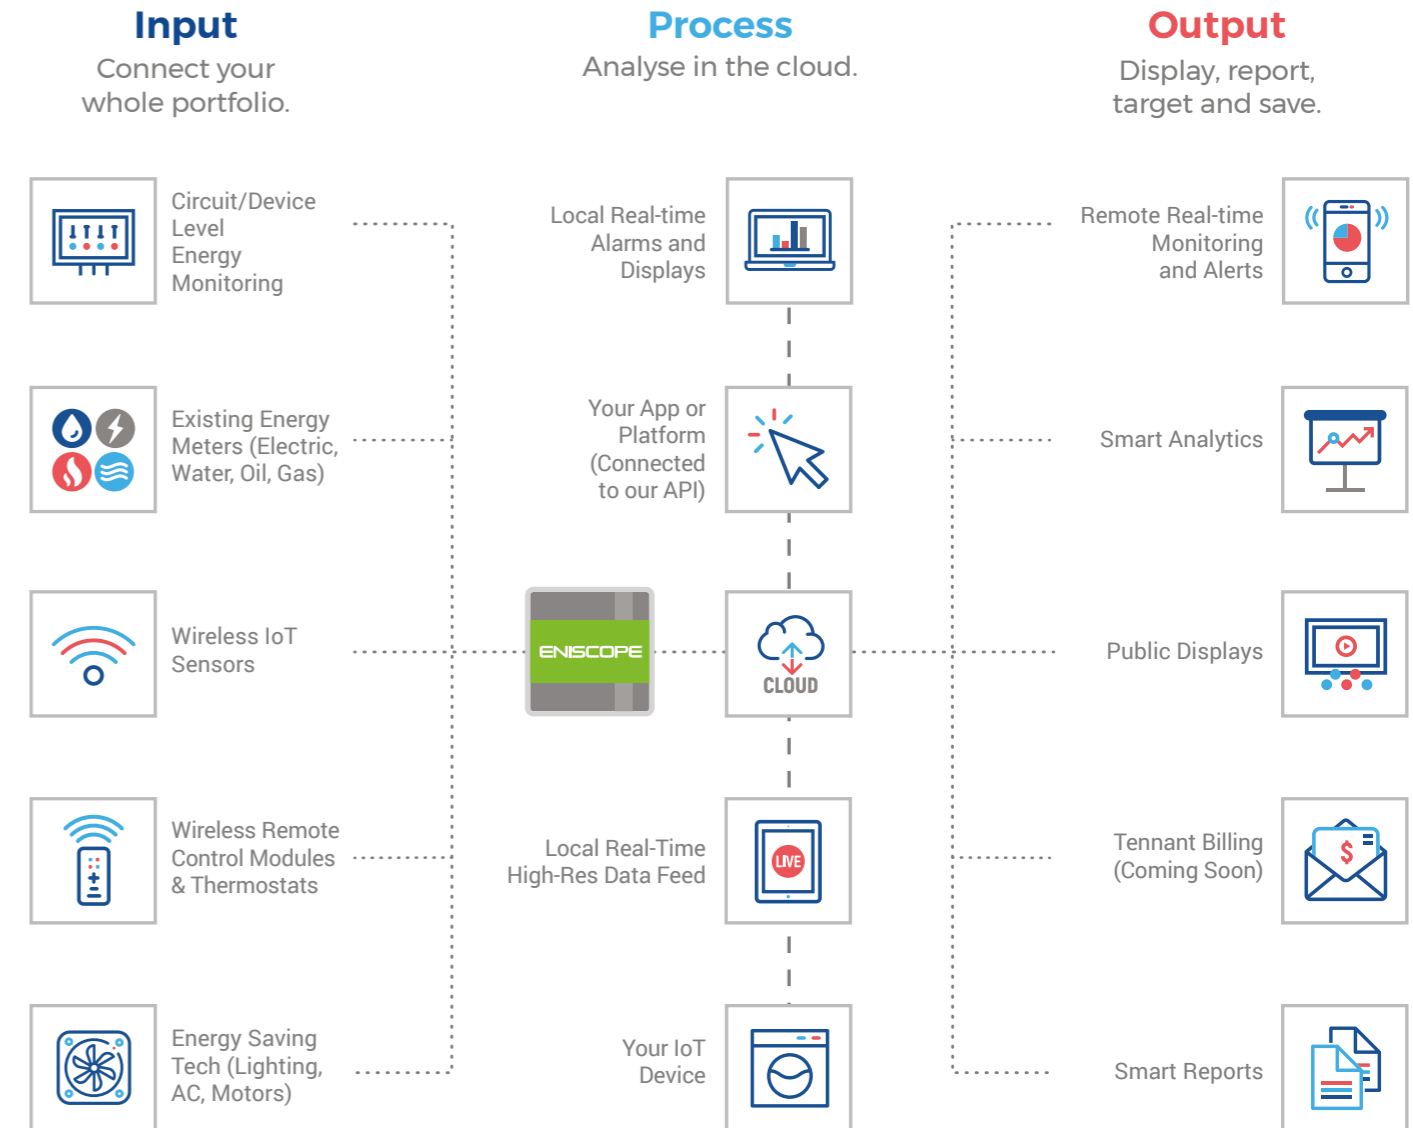 Input
Connect your
whole portfolio.
Process
Analyse in the cloud.
Output
Display, report,
target and save.
Circuit/Device
Level
Energy
Monitoring
Local Real-time
Alarms and
Displays
Remote Real-time
Monitoring
and Alerts
Existing Energy
Meters (Electric,
Water, Oil, Gas)
Your App or
Platform
(Connected
to our API)
Smart Analytics
Wireless IoT
Sensors
ENISCOPE
CLOUD
Public Displays
Wireless Remote
Control Modules
& Thermostats
Local Real-Time
High-Res Data Feed
LIVE
Tennant Billing
(Coming Soon)
$
Energy Saving
Tech (Lighting,
AC, Motors)
Your IoT
Device
Smart Reports